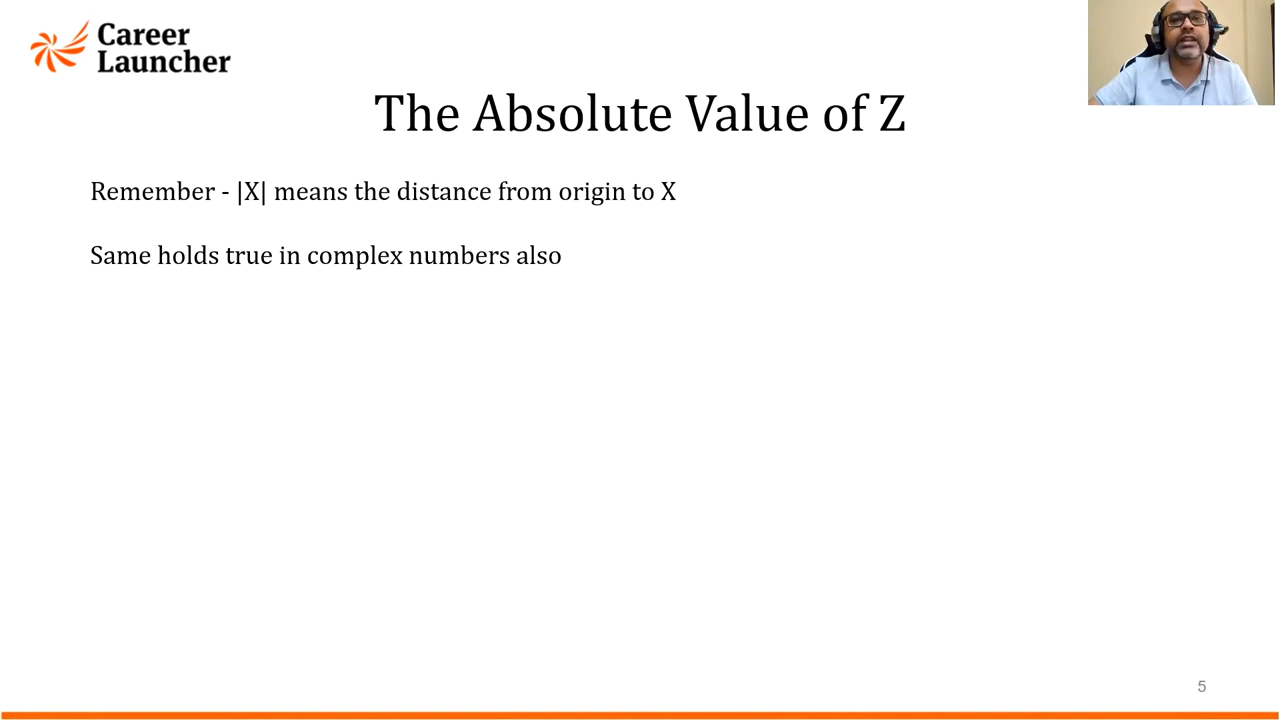 Career
Launcher
The Absolute Value of Z
Remember - |X| means the distance from origin to X
Same holds true in complex numbers also
5